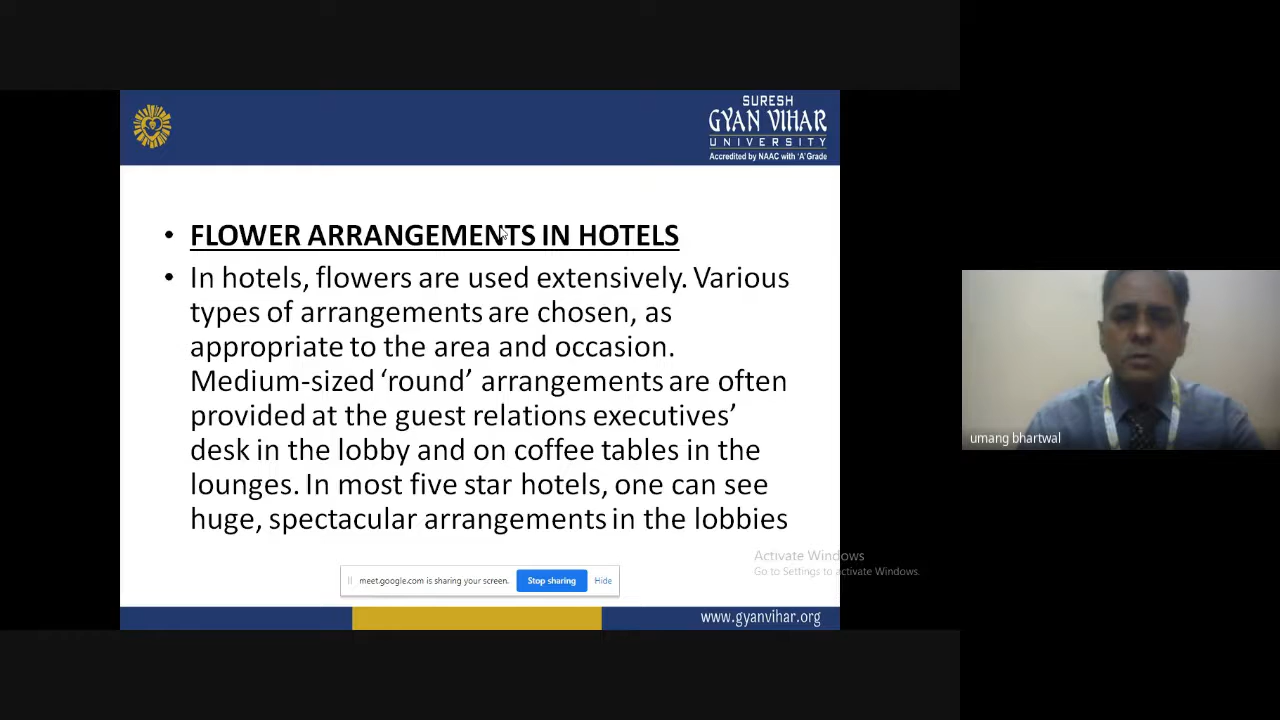 SURESH
GYAN VIHAR
UNIVERSITY
Accredited by NAAC with 'A' Grade
• FLOWER ARRANGEMENTS IN HOTELS
• In hotels, flowers are used extensively. Various
types of arrangements are chosen, as
appropriate to the area and occasion.
Medium-sized ‘round’ arrangements are often
provided at the guest relations executives’
desk in the lobby and on coffee tables in the
lounges. In most five star hotels, one can see
huge, spectacular arrangements in the lobbies
umang bhartwal
Activate Windows
Go to Settings to activate Windows.
meet.google.com is sharing your screen. Stop sharing Hide
www.gyanvihar.org